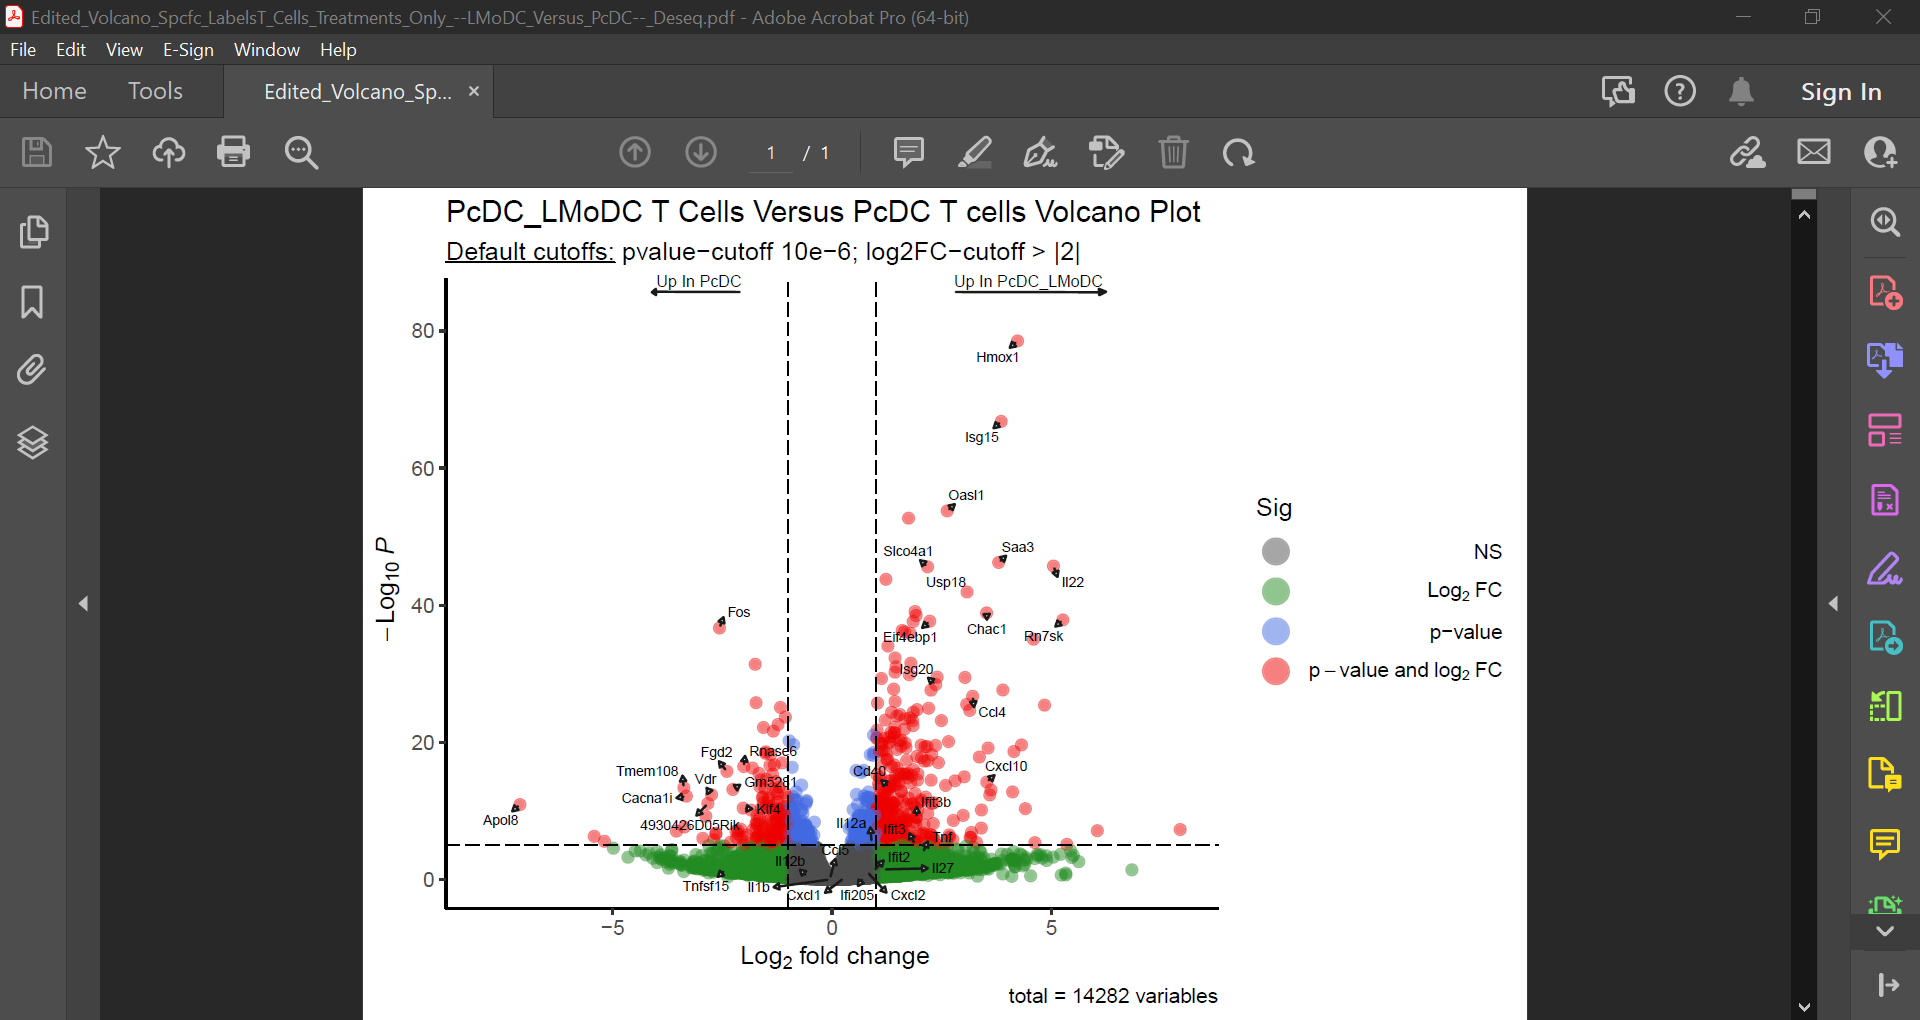 Edited_Volcano_Spcfc_LabelsT_Cells_Treatments_Only_--LMoDC_Versus_PcDC--_Deseq.pdf - Adobe Acrobat Pro (64-bit)
File Edit View E-Sign Window Help
Home Tools Edited_Volcano_Sp... × Sign In
1 / 1
PcDC_LMoDC T Cells Versus PcDC T cells Volcano Plot
Default cutoffs: pvalue−cutoff 10e−6; log2FC−cutoff > |2|
Up In PcDC Up In PcDC_LMoDC
80
Hmox1
Isg15
60
Oasl1
Slco4a1
Saa3
Usp18
Il22
40
Fos
Chac1
Eif4ebp1
Rn7sk
Isg20
Ccl4
20
Fgd2
Rnase6
Tmem108
Vdr
Gm5281
Cd40
Cxcl10
Cacna1i
Klf4
Ifit3b
Apol8
4930426D05Rik
Il12a
Ifit3
Tnf
Ccl5
Il12b
Ifit2
Il27
0
Tnfsf15
Il1b
Cxcl1
Ifi205
Cxcl2
−Log10 P
−5 0 5
Log2 fold change
Sig
NS
Log2 FC
p−value
p − value and log2 FC
total = 14282 variables